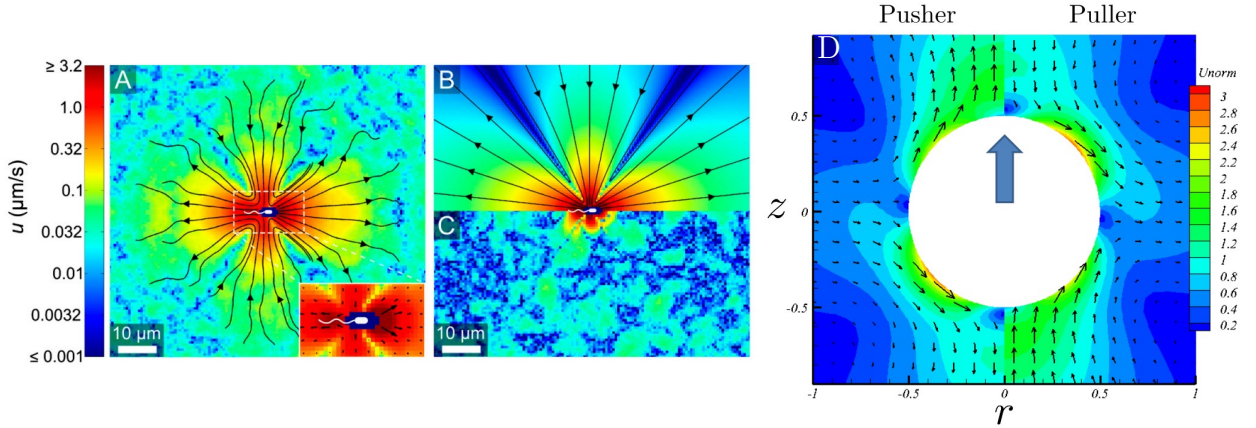 Pusher Puller
A
B
C
D
u (μm/s)
≥ 3.2
1.0
0.32
0.1
0.032
0.01
0.0032
≤ 0.001
10 μm
10 μm
z
0.5
0
-0.5
-1 -0.5 0 0.5 1
r
Unorm
3
2.8
2.6
2.4
2.2
2
1.8
1.6
1.4
1.2
1
0.8
0.6
0.4
0.2